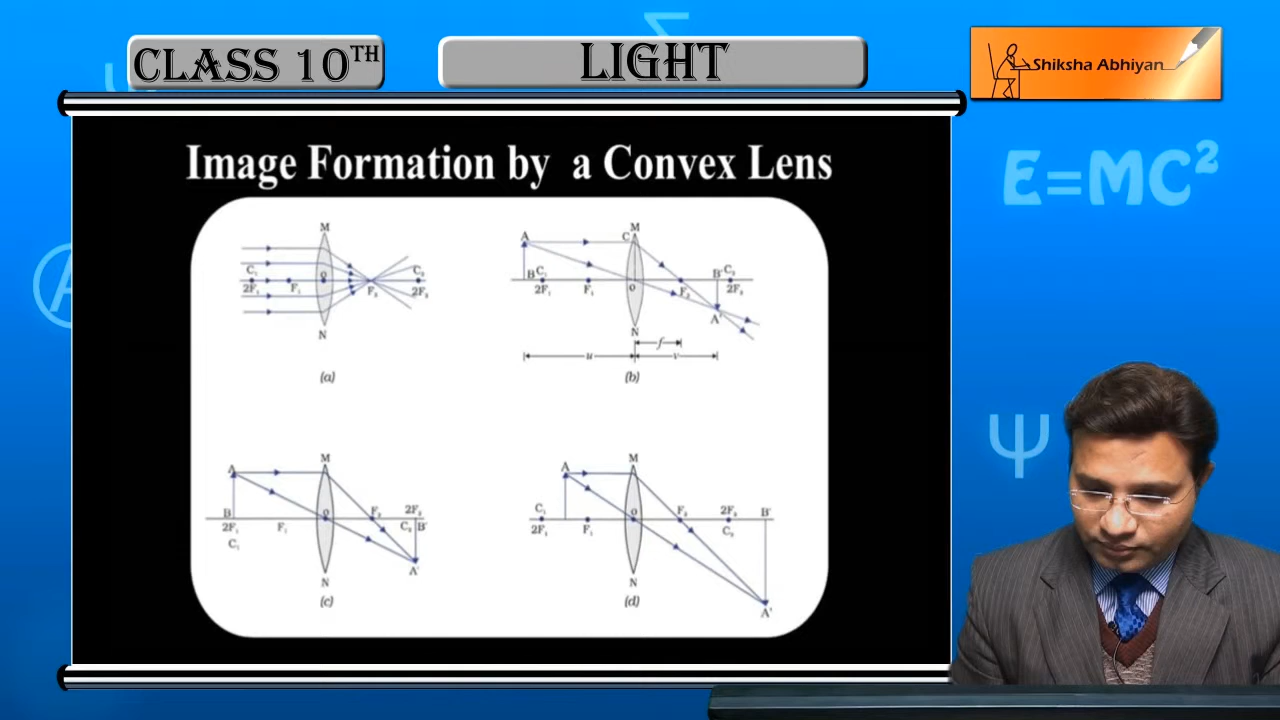 CLASS 10TH
LIGHT
Shiksha Abhiyan
E=MC²
Ψ
Image Formation by a Convex Lens
M
C₁
O
C₂
2F₁
F₁
F₂
2F₂
N
(a)
A
C
M
B
C₁
B'
C₂
2F₁
F₁
O
F₂
2F₂
A'
N
f
u
v
(b)
M
A
B
O
F₂
2F₂
2F₁
F₁
C₂
B'
C₁
A'
N
(c)
M
A
C₁
O
F₂
2F₂
B'
2F₁
F₁
C₂
N
A'
(d)